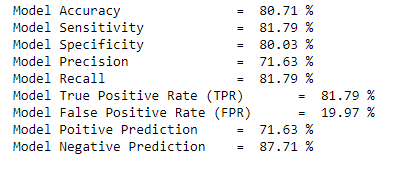 Model Accuracy = 80.71 %
Model Sensitivity = 81.79 %
Model Specificity = 80.03 %
Model Precision = 71.63 %
Model Recall = 81.79 %
Model True Positive Rate (TPR) = 81.79 %
Model False Positive Rate (FPR) = 19.97 %
Model Poitive Prediction = 71.63 %
Model Negative Prediction = 87.71 %